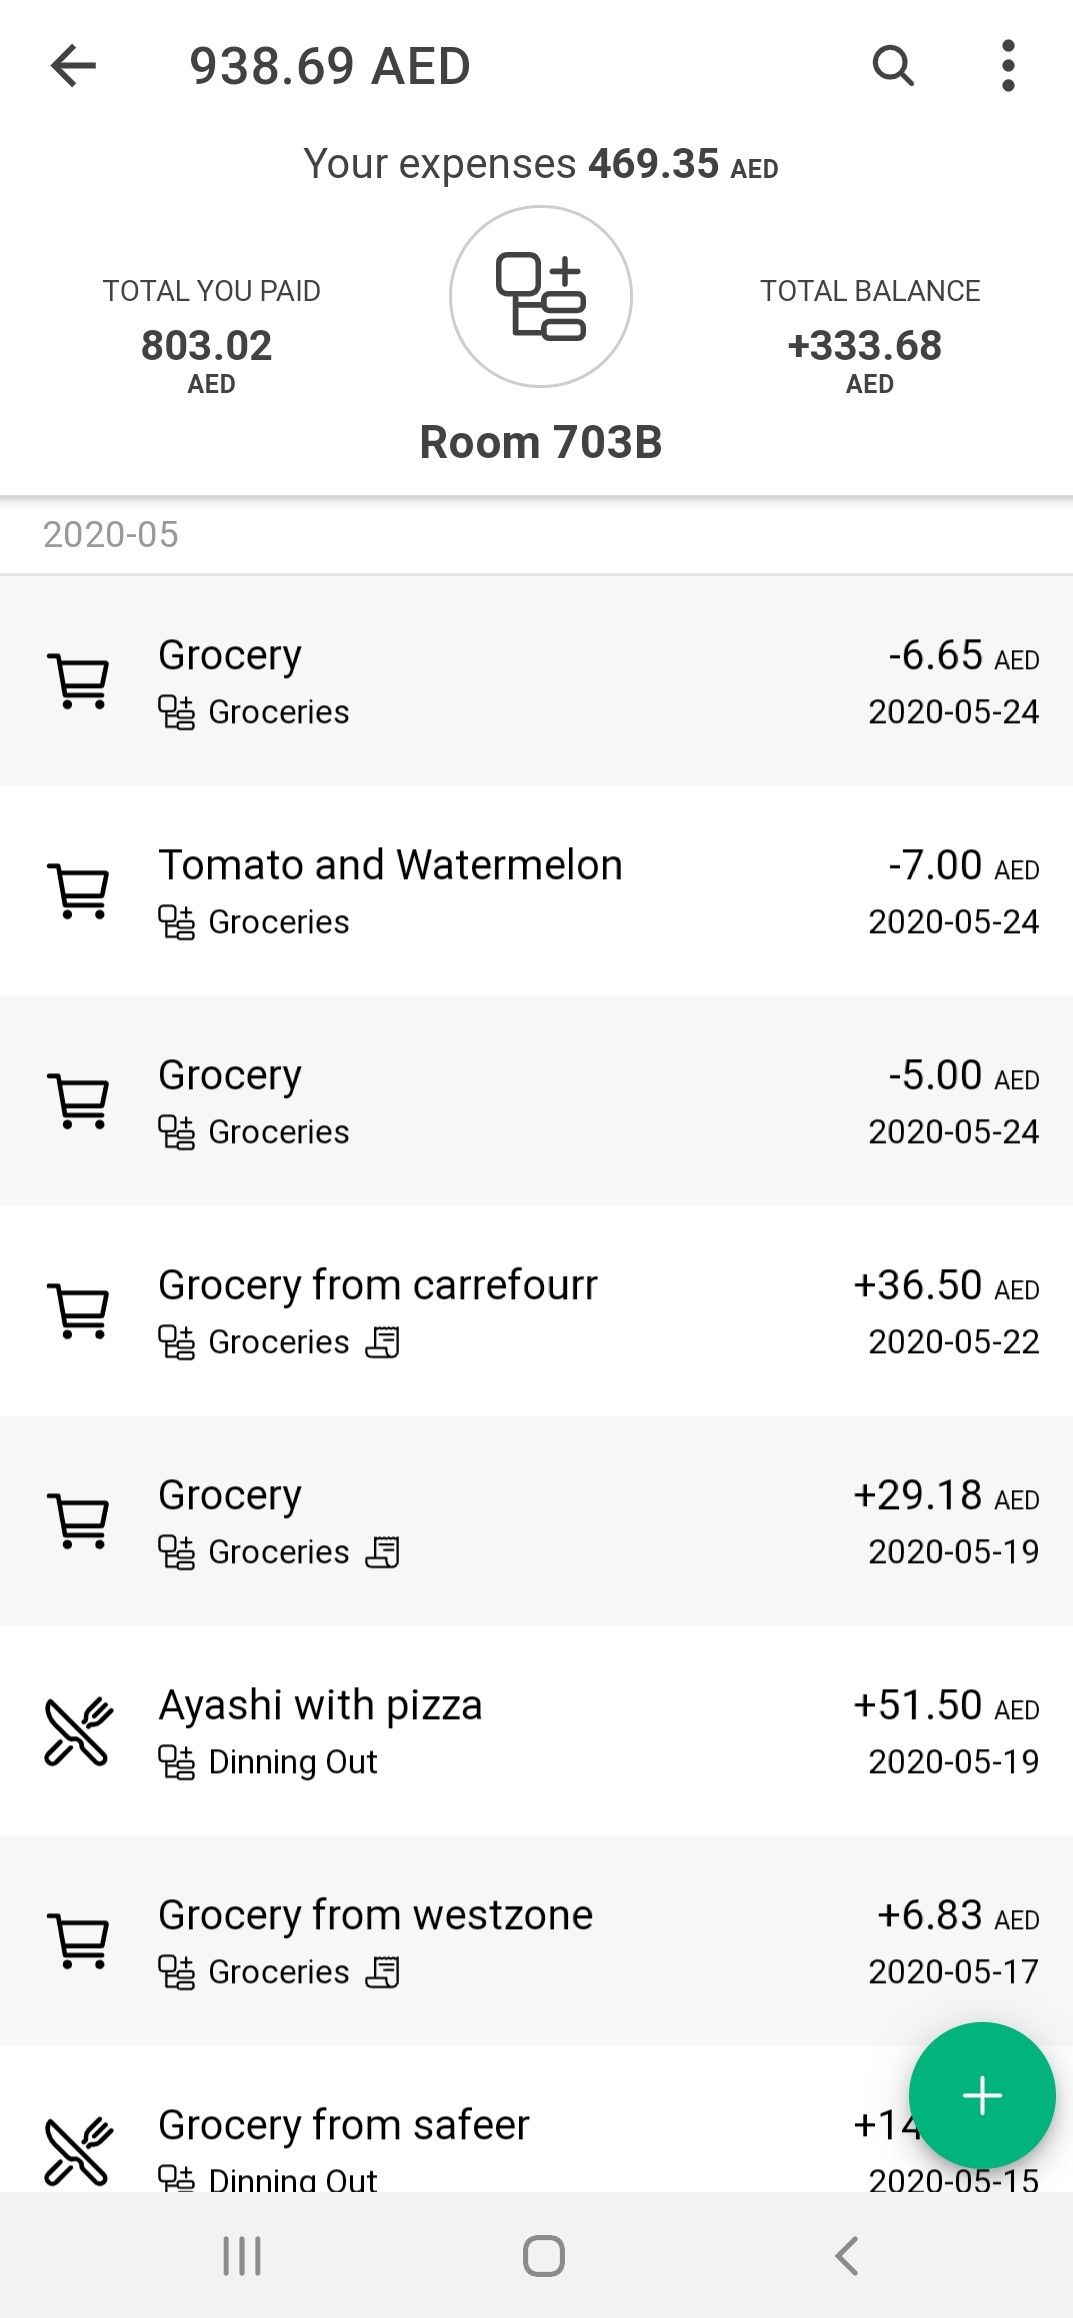 938.69 AED
Your expenses 469.35 AED
TOTAL YOU PAID
803.02
AED
TOTAL BALANCE
+333.68
AED
Room 703B
2020-05
Grocery -6.65 AED
Groceries 2020-05-24
Tomato and Watermelon -7.00 AED
Groceries 2020-05-24
Grocery -5.00 AED
Groceries 2020-05-24
Grocery from carrefourr +36.50 AED
Groceries 2020-05-22
Grocery +29.18 AED
Groceries 2020-05-19
Ayashi with pizza +51.50 AED
Dinning Out 2020-05-19
Grocery from westzone +6.83 AED
Groceries 2020-05-17
Grocery from safeer
Dinning Out 2020-05-15